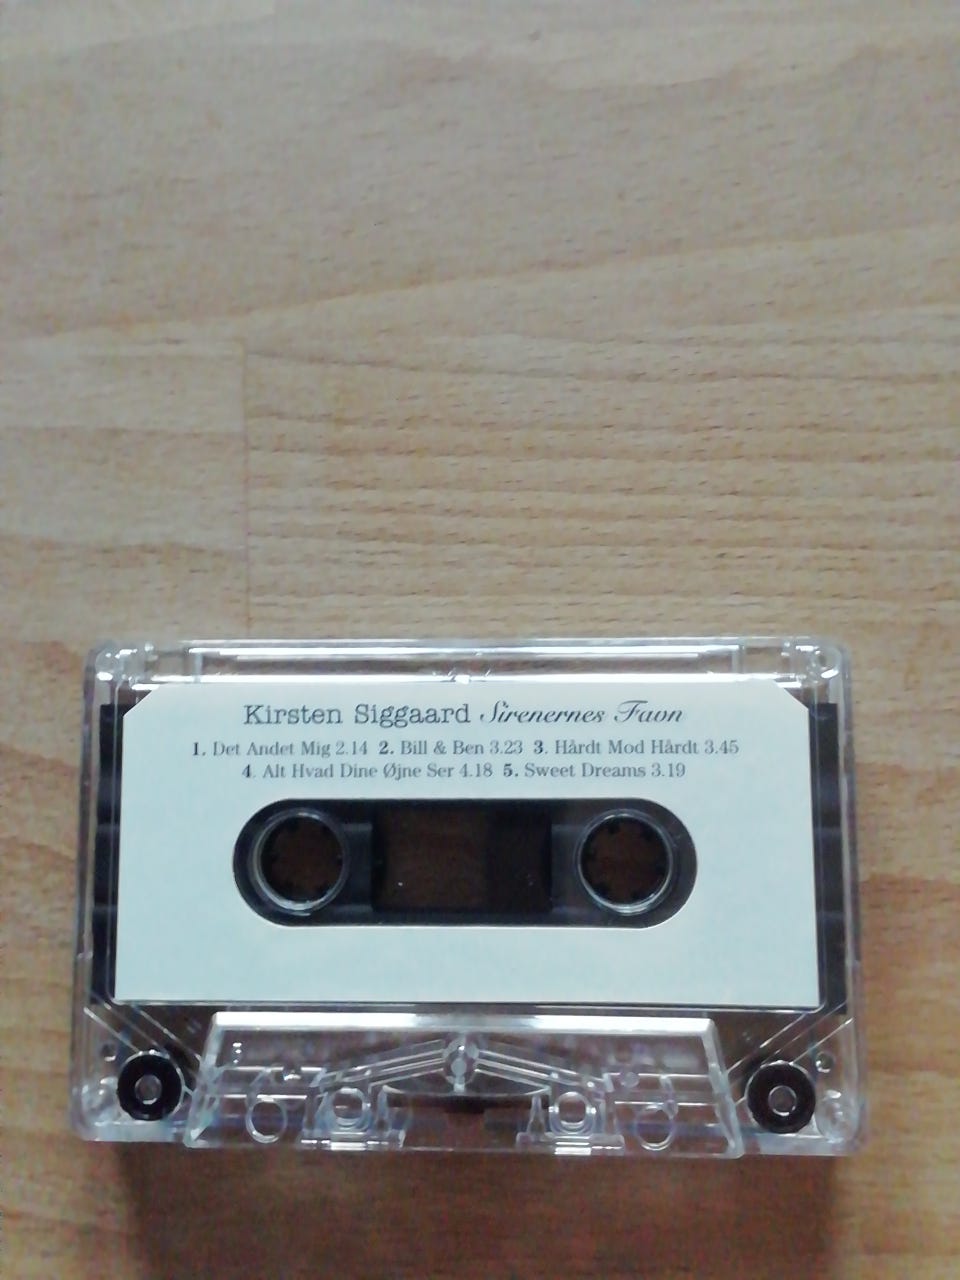 Kirsten Siggaard Sirenernes Favn
1. Det Andet Mig 2.14 2. Bill & Ben 3.23 3. Hårdt Mod Hårdt 3.45
4. Alt Hvad Dine Øjne Ser 4.18 5. Sweet Dreams 3.19